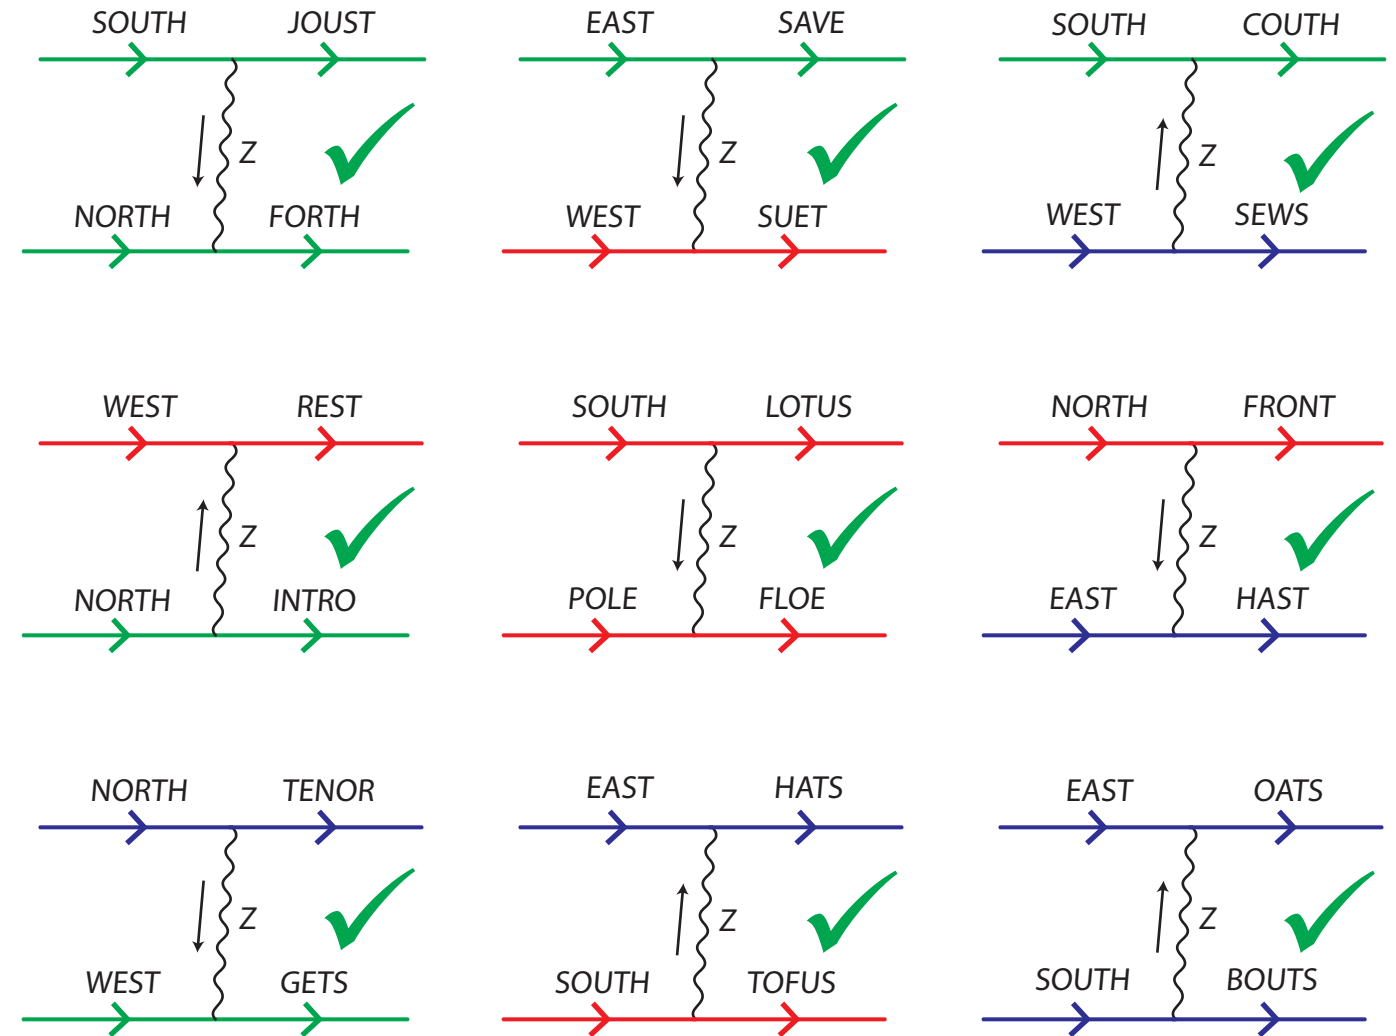 SOUTH JOUST EAST SAVE SOUTH COUTH
Z Z Z
NORTH FORTH WEST SUET WEST SEWS
WEST REST SOUTH LOTUS NORTH FRONT
Z Z Z
NORTH INTRO POLE FLOE EAST HAST
NORTH TENOR EAST HATS EAST OATS
Z Z Z
WEST GETS SOUTH TOFUS SOUTH BOUTS